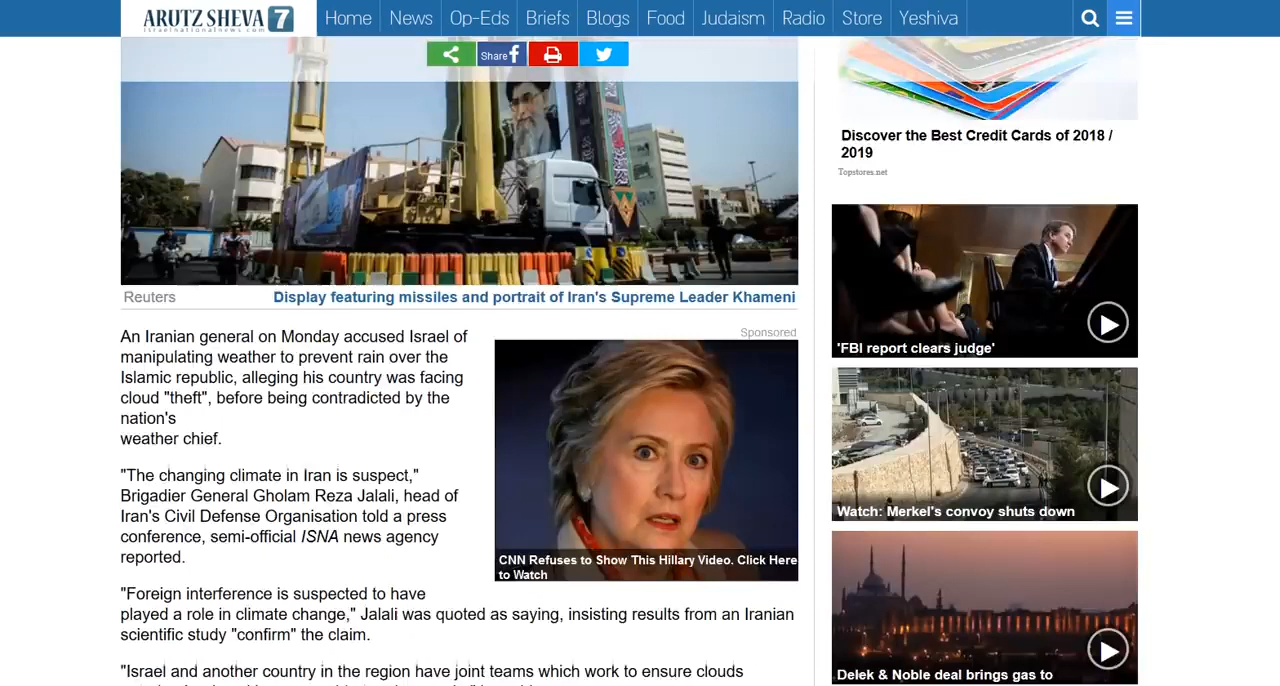 ARUTZ SHEVA 7
israelnationalnews.com
Home News Op-Eds Briefs Blogs Food Judaism Radio Store Yeshiva
Share
Reuters
Display featuring missiles and portrait of Iran's Supreme Leader Khameni
An Iranian general on Monday accused Israel of
manipulating weather to prevent rain over the
Islamic republic, alleging his country was facing
cloud "theft", before being contradicted by the
nation's
weather chief.
"The changing climate in Iran is suspect,"
Brigadier General Gholam Reza Jalali, head of
Iran's Civil Defense Organisation told a press
conference, semi-official ISNA news agency
reported.
"Foreign interference is suspected to have
played a role in climate change," Jalali was quoted as saying, insisting results from an Iranian
scientific study "confirm" the claim.
"Israel and another country in the region have joint teams which work to ensure clouds
Sponsored
CNN Refuses to Show This Hillary Video. Click Here
to Watch
Discover the Best Credit Cards of 2018 /
2019
Topstores.net
'FBI report clears judge'
Watch: Merkel's convoy shuts down
Delek & Noble deal brings gas to